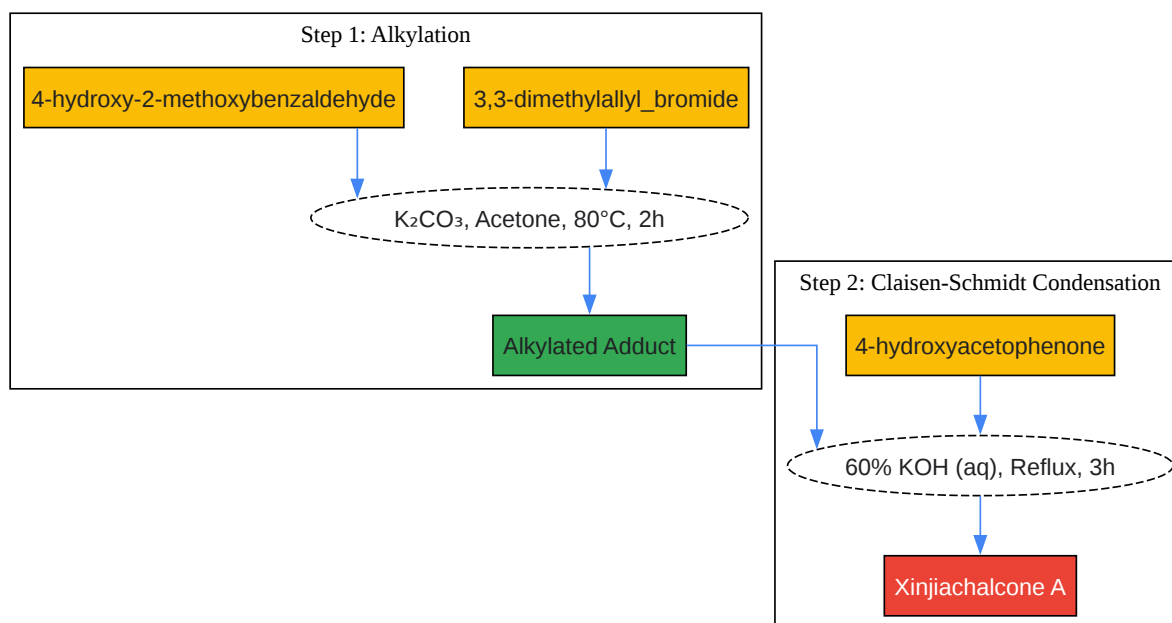 Step 1: Alkylation
4-hydroxy-2-methoxybenzaldehyde
3,3-dimethylallyl_bromide
K₂CO₃, Acetone, 80°C, 2h
Alkylated Adduct
Step 2: Claisen-Schmidt Condensation
4-hydroxyacetophenone
60% KOH (aq), Reflux, 3h
Xinjiachalcone A